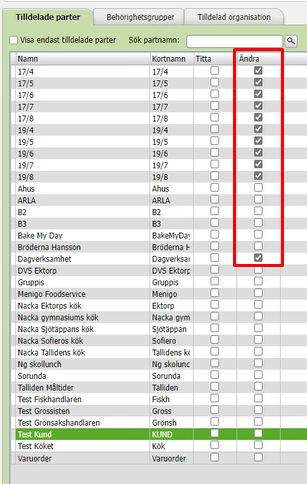 Tilldelade parter Behörighetsgrupper Tilldelad organisation
Visa endast tilldelade parter Sök partnamn:
Namn Kortnamn Titta Ändra
17/4 17/4
17/5 17/5
17/6 17/6
17/7 17/7
17/8 17/8
19/4 19/4
19/5 19/5
19/6 19/6
19/7 19/7
19/8 19/8
Ahus Ahus
ARLA ARLA
B2 B2
B3 B3
Bake My Day BakeMyDay
Bröderna Hansson Bröderna H
Dagverksamhet Dagverksam
DVS Ektorp DVS Ektorp
Gruppis Gruppis
Menigo Foodservice Menigo
Nacka Ektorps kök Ektorp
Nacka gymnasiums kök Nacka gym
Nacka Sjötäppans kök Sjötäppan
Nacka Sofieros kök Sofiero
Nacka Tallidens kök Talliden
Ng skollunch Ng skolunch
Sorunda Sorunda
Talliden Måltider Talliden
Test Fiskhandlaren Fiskh
Test Grossisten Gross
Test Grönsakshandlaren Grönsh
Test Kund KUND
Test Köket Kök
Varuorder Varuorder